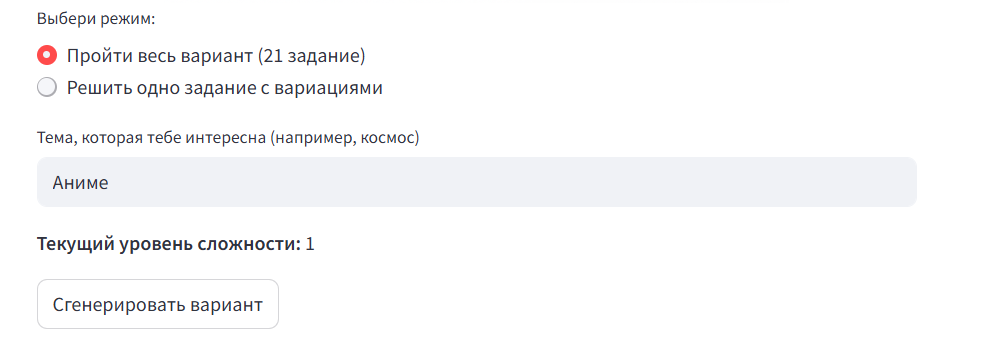 Выбери режим:
Пройти весь вариант (21 задание)
Решить одно задание с вариациями
Тема, которая тебе интересна (например, космос)
Аниме
Текущий уровень сложности: 1
Сгенерировать вариант